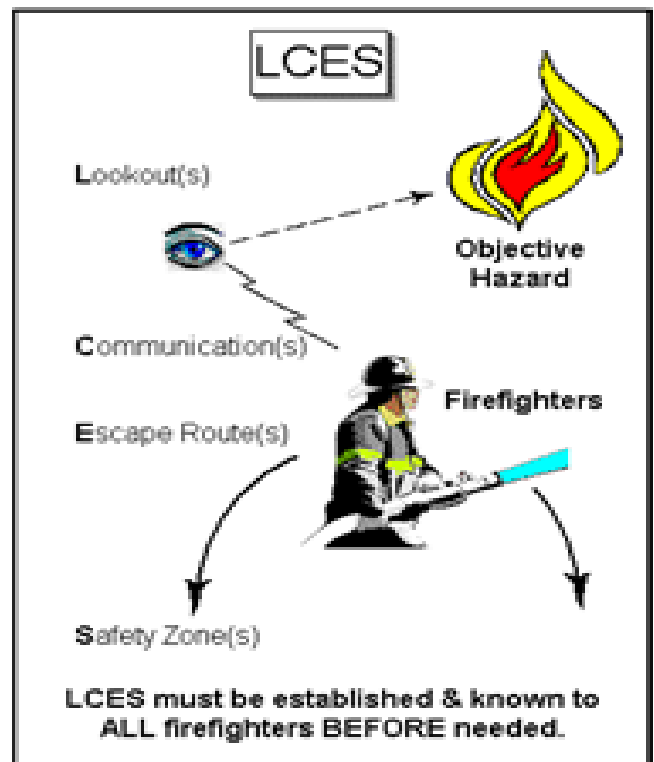 LCES
Lookout(s)
Objective
Hazard
Communication(s)
Firefighters
Escape Route(s)
Safety Zone(s)
LCES must be established & known to
ALL firefighters BEFORE needed.